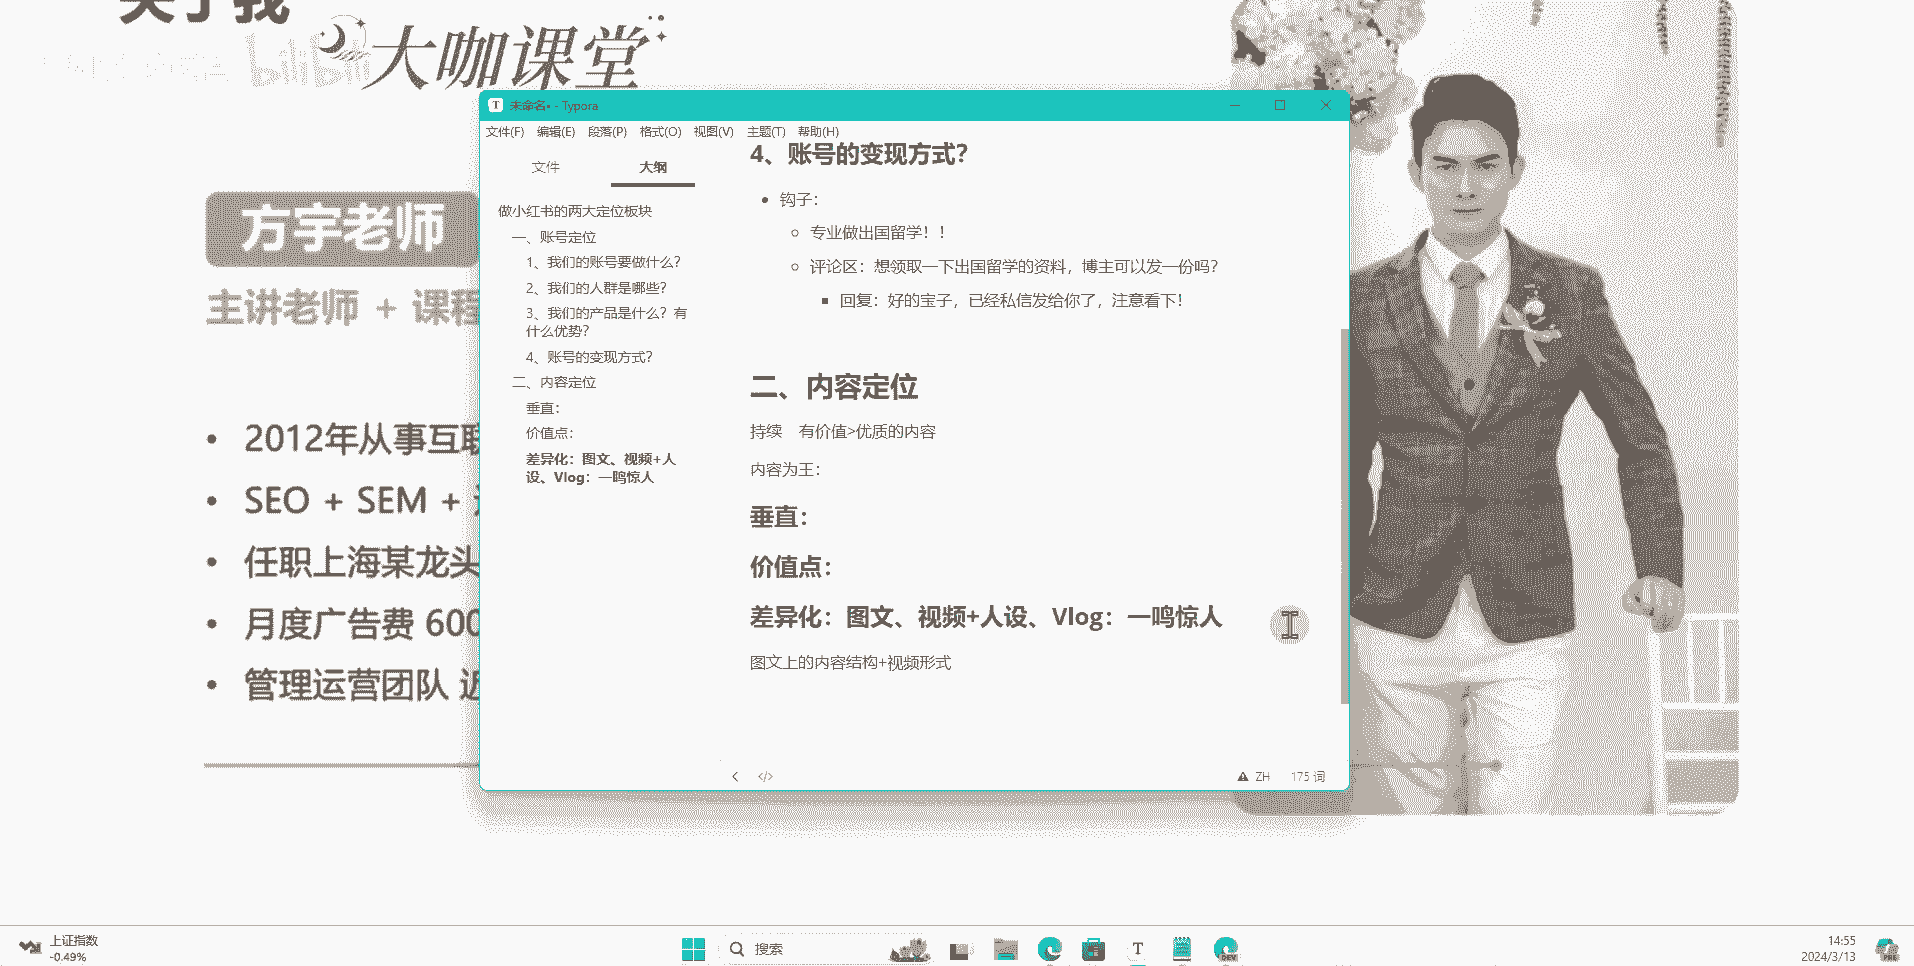 关于我
bilibili
大咖课堂
方宇老师
主讲老师 + 课程
2012年从事互联
SEO + SEM +
任职上海某龙头
月度广告费 600
管理运营团队 近
未命名• - Typora
文件(F) 编辑(E) 段落(P) 格式(O) 视图(V) 主题(T) 帮助(H)
文件 大纲
做小红书的两大定位板块
一、账号定位
1、我们的账号要做什么?
2、我们的人群是哪些?
3、我们的产品是什么? 有
什么优势?
4、账号的变现方式?
二、内容定位
垂直:
价值点:
差异化: 图文、视频+人
设、Vlog: 一鸣惊人
4、账号的变现方式?
钩子:
专业做出国留学! !
评论区: 想领取一下出国留学的资料, 博主可以发一份吗?
回复: 好的宝子, 已经私信发给你了, 注意看下!
二、内容定位
持续 有价值>优质的内容
内容为王:
垂直:
价值点:
差异化: 图文、视频+人设、Vlog: 一鸣惊人
图文上的内容结构+视频形式
ZH 175 词
上证指数
-0.49%
搜索
DEV
14:55
2024/3/13
PRE